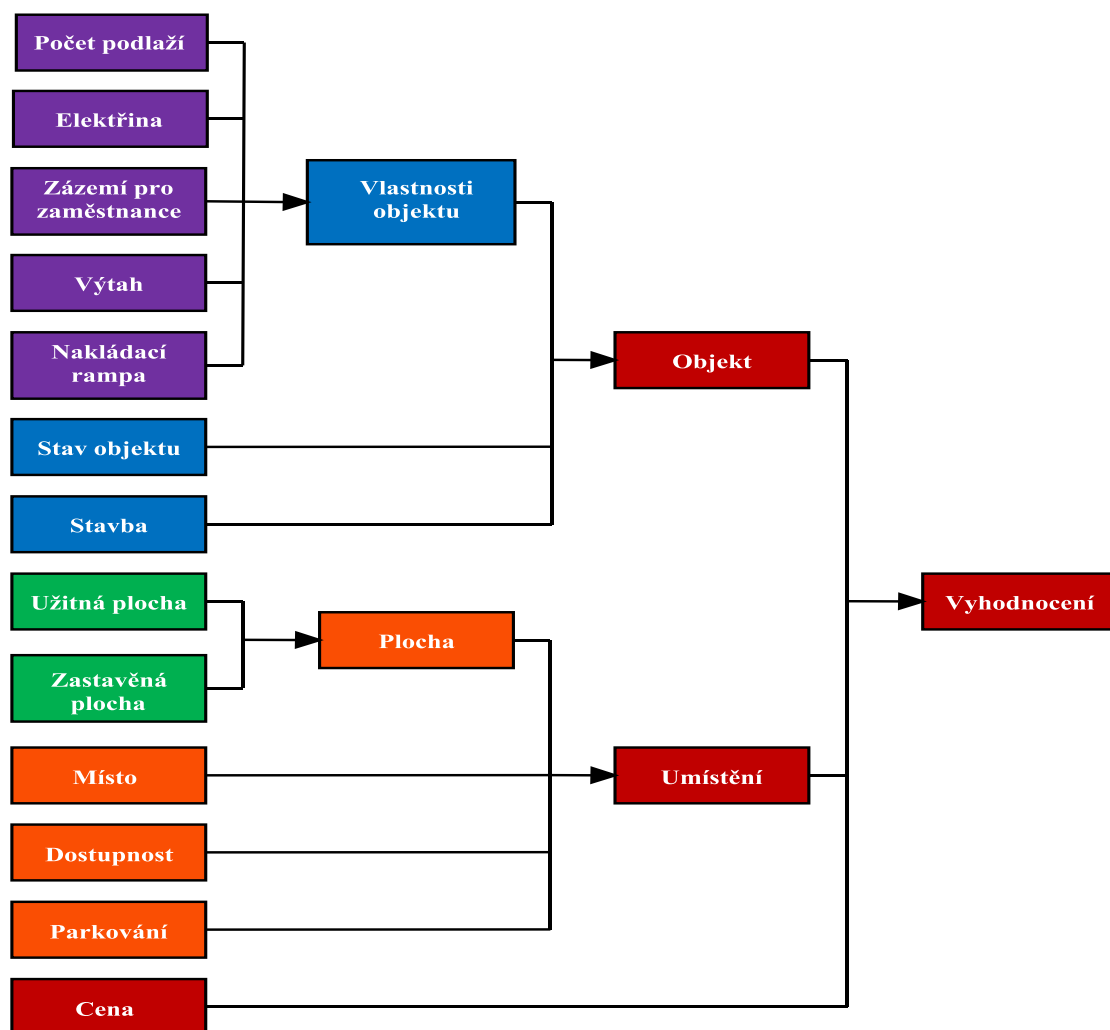 Počet podlaží
Elektřina
Zázemí pro
zaměstnance
Výtah
Nakládací
rampa
Stav objektu
Stavba
Užitná plocha
Zastavěná
plocha
Místo
Dostupnost
Parkování
Cena
Vlastnosti
objektu
Plocha
Objekt
Umístění
Vyhodnocení